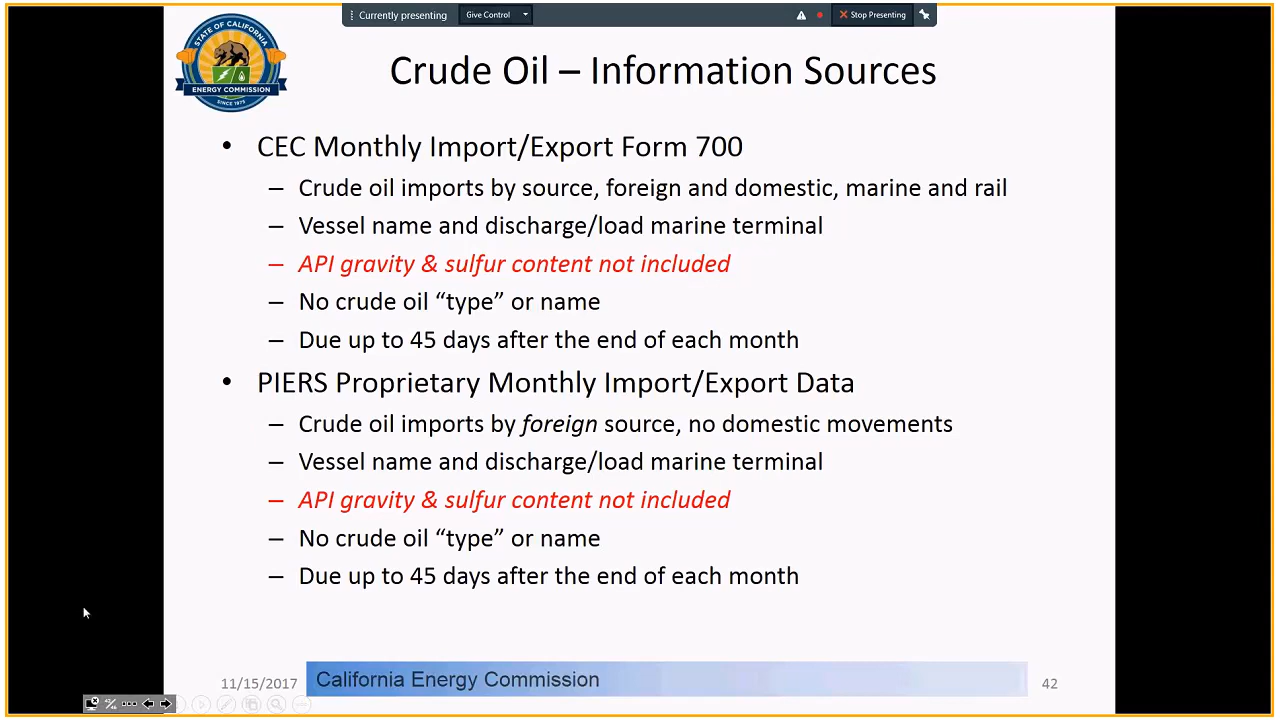 Currently presenting
Give Control
Stop Presenting
STATE OF CALIFORNIA
ENERGY COMMISSION
SINCE 1975
Crude Oil – Information Sources
• CEC Monthly Import/Export Form 700
– Crude oil imports by source, foreign and domestic, marine and rail
– Vessel name and discharge/load marine terminal
– API gravity & sulfur content not included
– No crude oil “type” or name
– Due up to 45 days after the end of each month
• PIERS Proprietary Monthly Import/Export Data
– Crude oil imports by foreign source, no domestic movements
– Vessel name and discharge/load marine terminal
– API gravity & sulfur content not included
– No crude oil “type” or name
– Due up to 45 days after the end of each month
11/15/2017
California Energy Commission
42